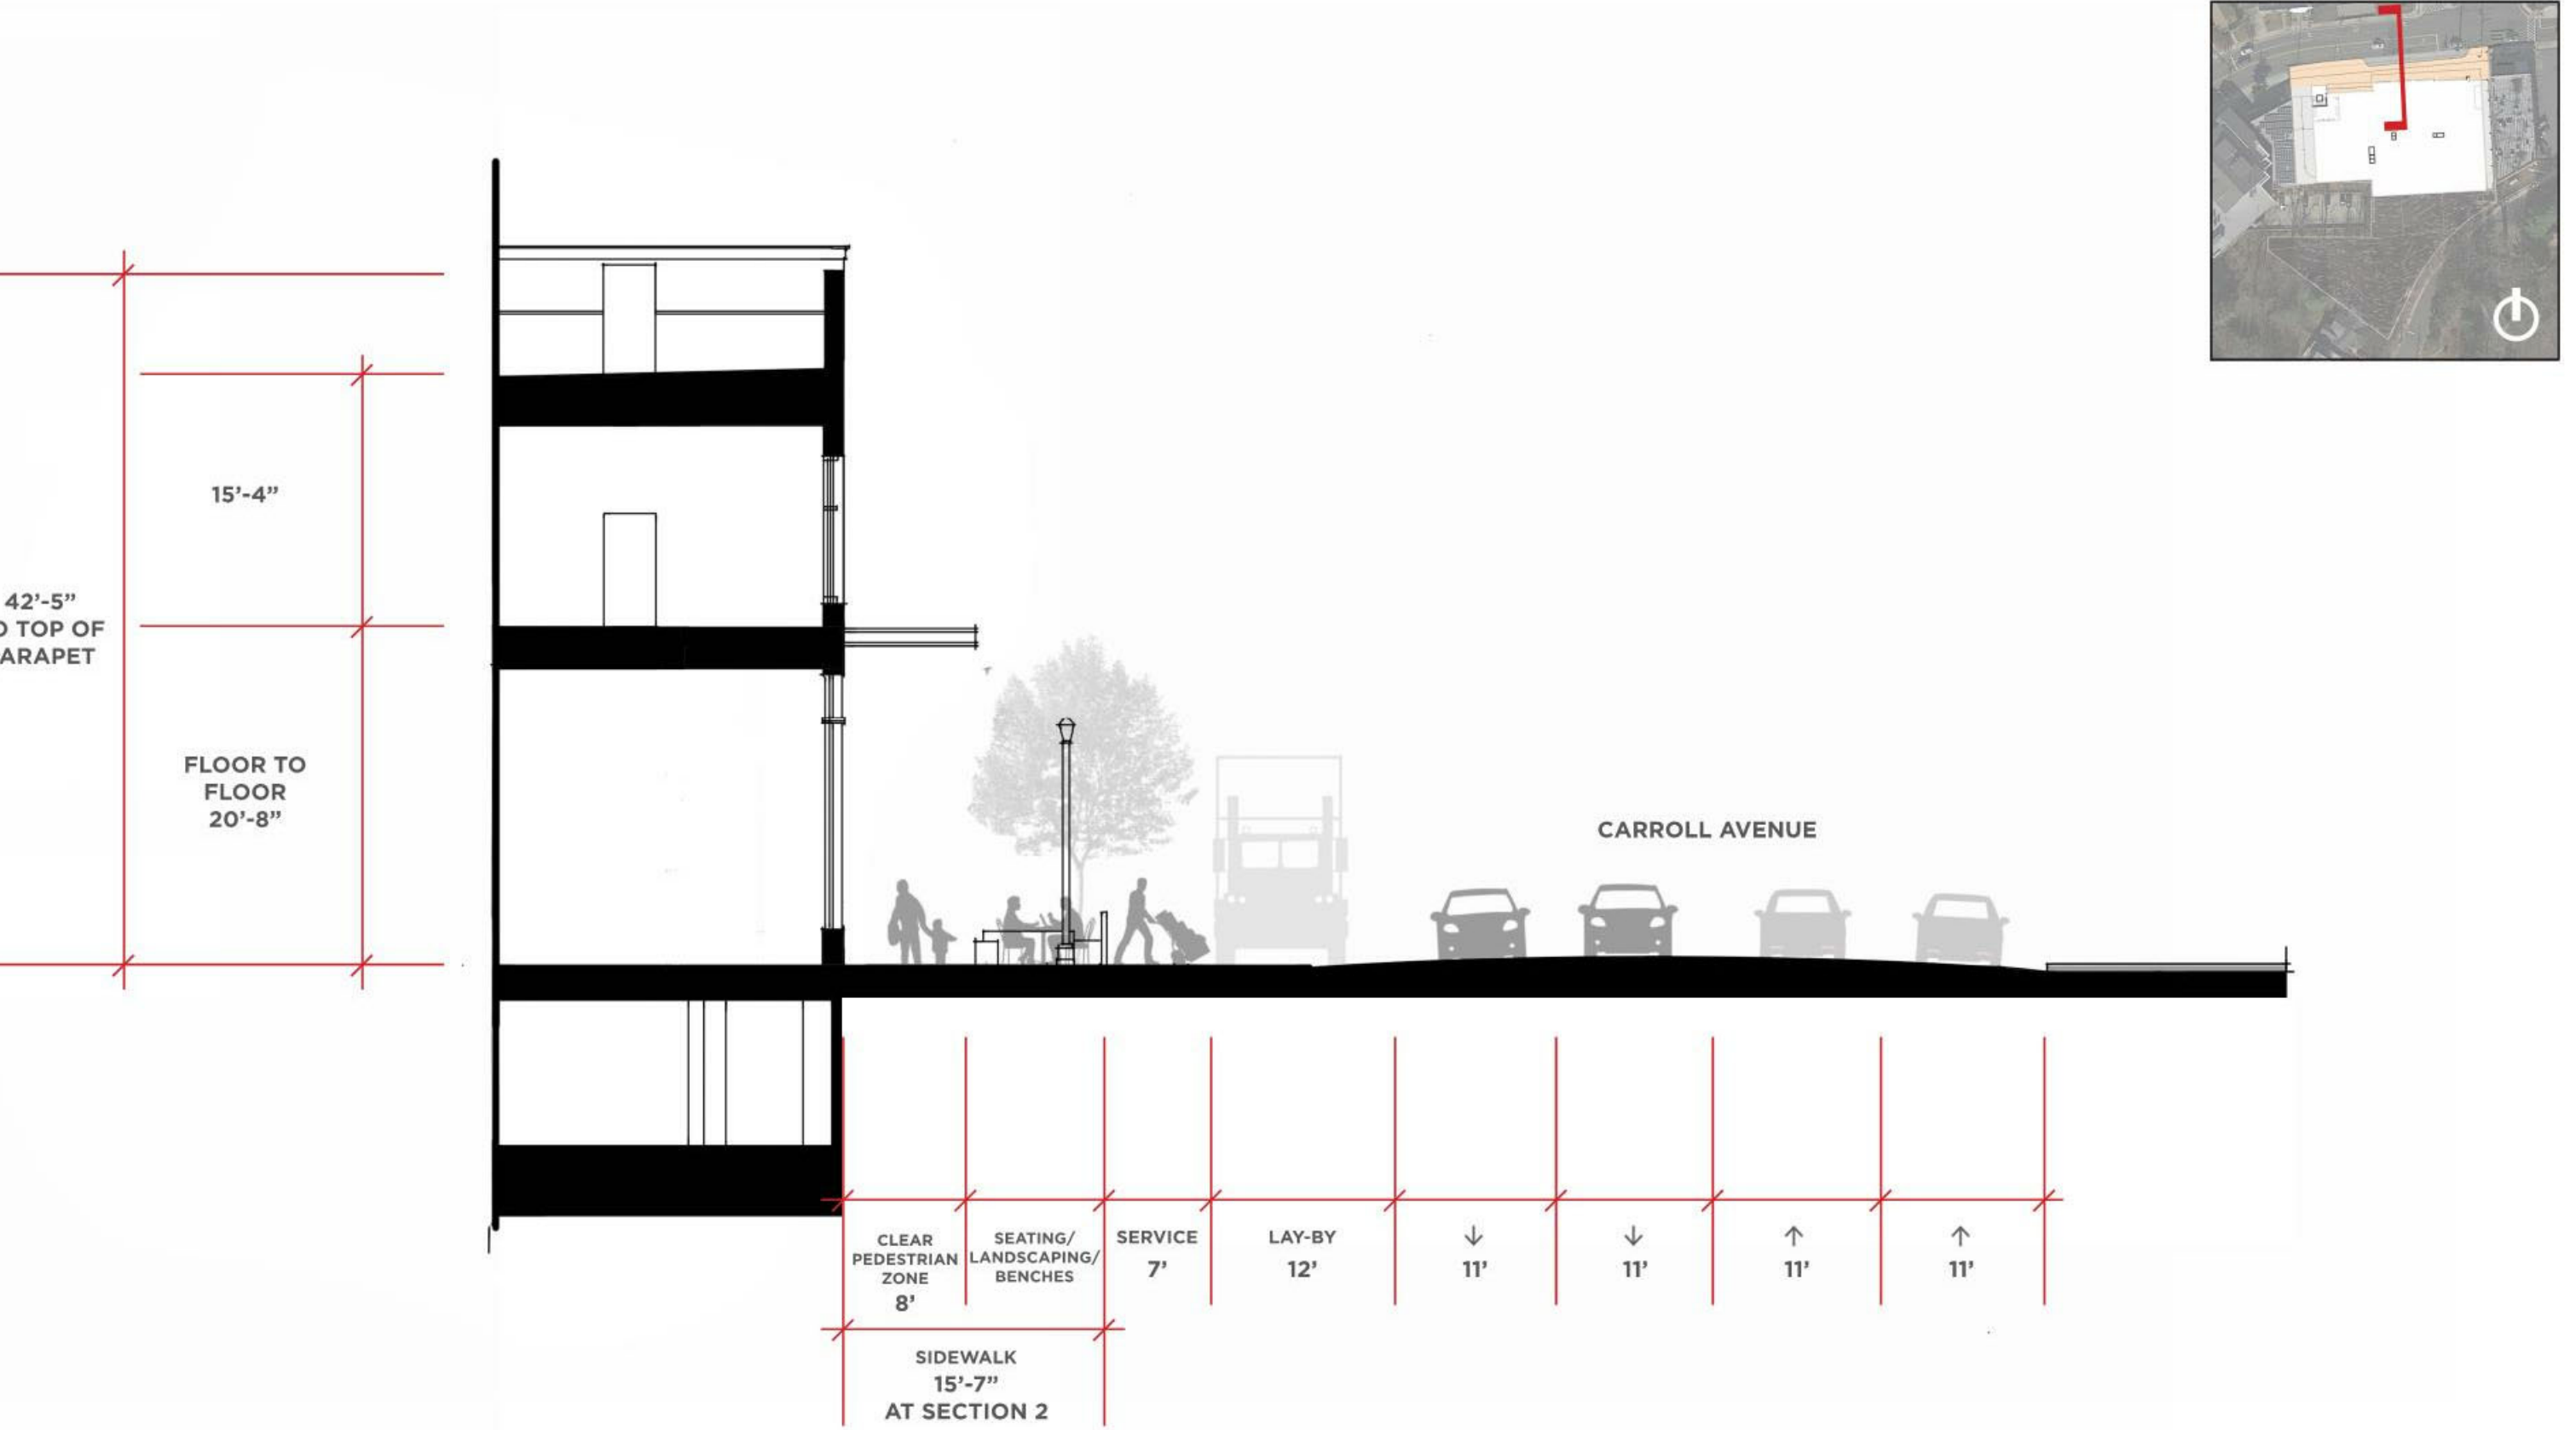 15’-4”
42’-5”
O TOP OF
ARAPET
FLOOR TO
FLOOR
20’-8”
CARROLL AVENUE
CLEAR
PEDESTRIAN
ZONE
8’
SEATING/
LANDSCAPING/
BENCHES
SERVICE
7’
LAY-BY
12’
↓
11’
↓
11’
↑
11’
↑
11’
SIDEWALK
15’-7”
AT SECTION 2